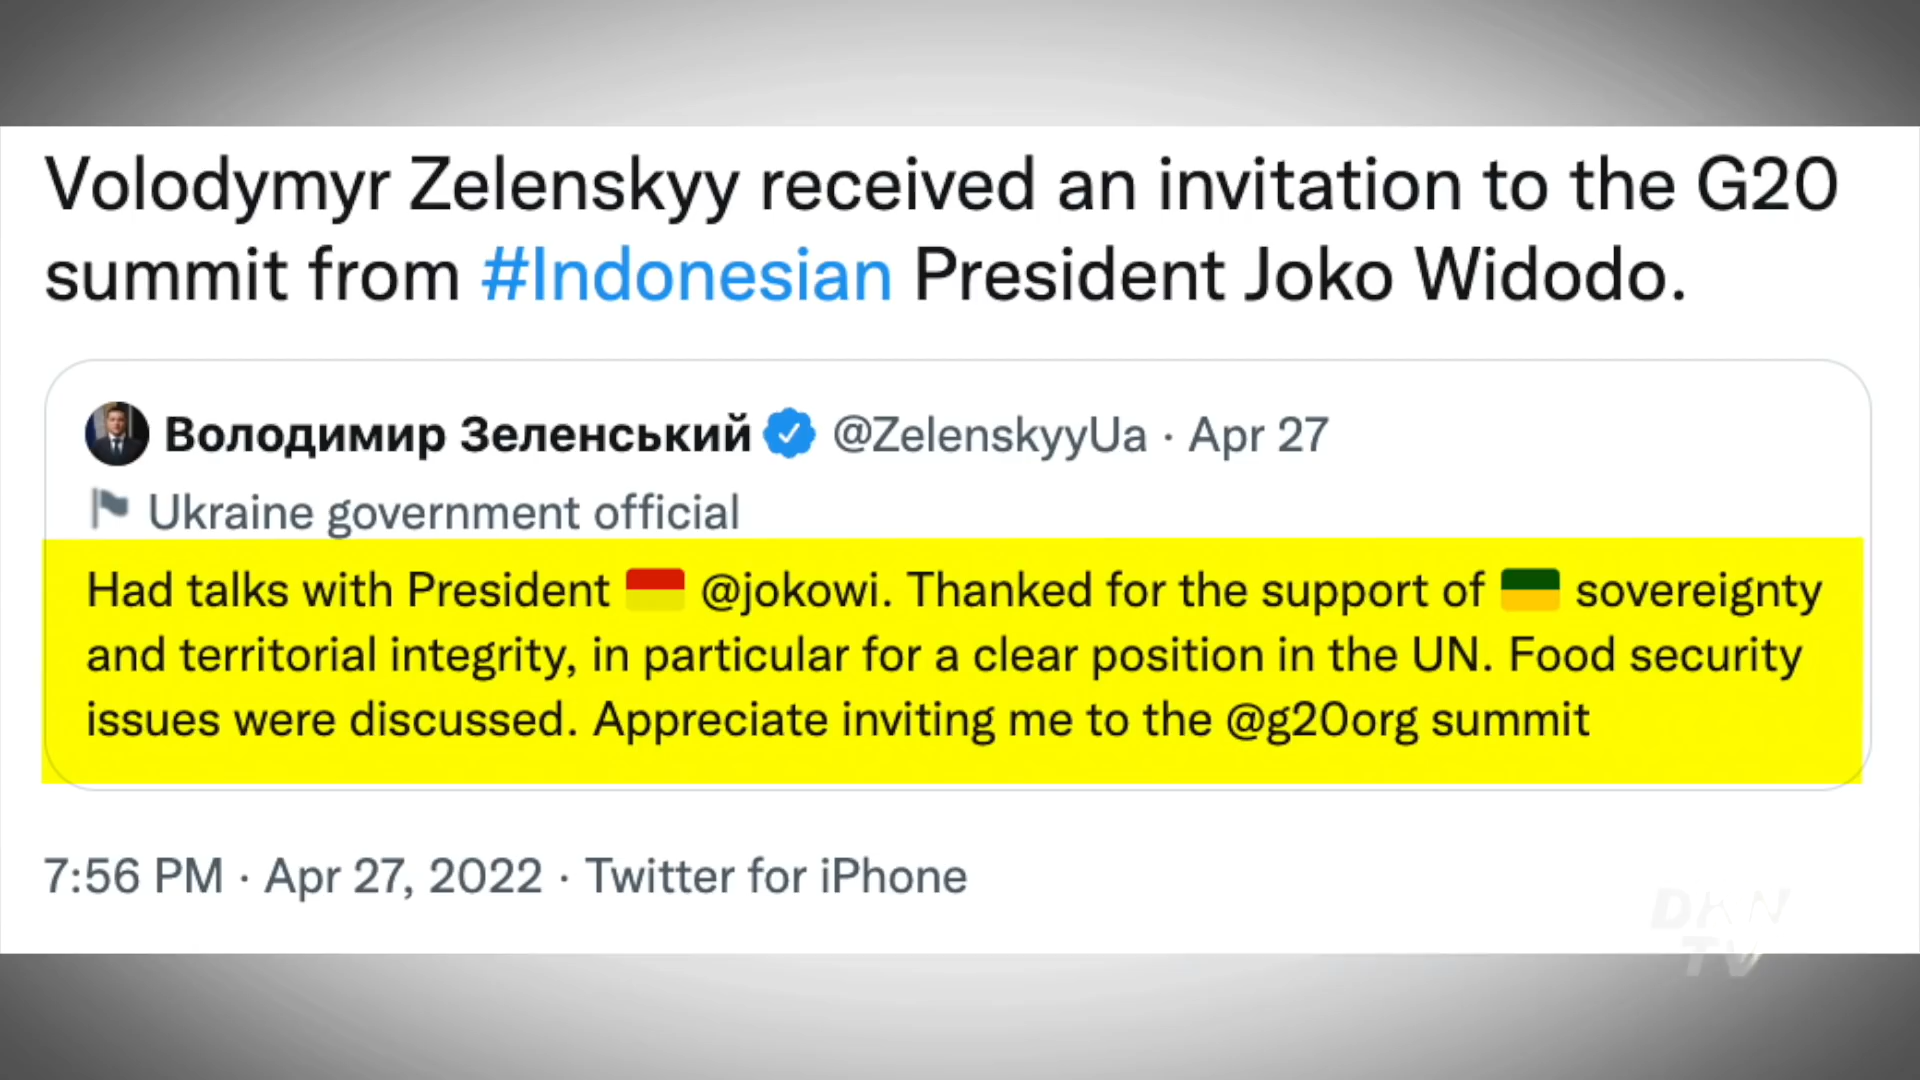 Volodymyr Zelenskyy received an invitation to the G20
summit from #Indonesian President Joko Widodo.
Володимир Зеленський @ZelenskyyUa · Apr 27
Ukraine government official
Had talks with President @jokowi. Thanked for the support of sovereignty
and territorial integrity, in particular for a clear position in the UN. Food security
issues were discussed. Appreciate inviting me to the @g20org summit
7:56 PM · Apr 27, 2022 · Twitter for iPhone
TV